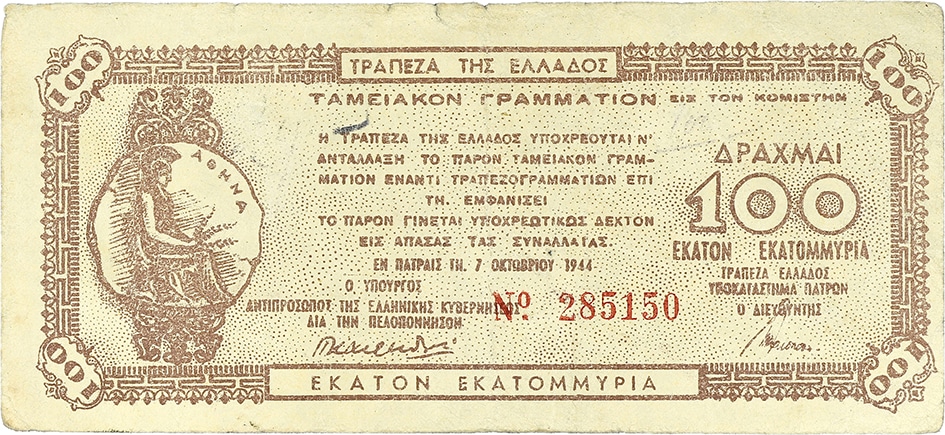 100
ΤΡΑΠΕΖΑ ΤΗΣ ΕΛΛΑΔΟΣ
100
ΤΑΜΕΙΑΚΟΝ ΓΡΑΜΜΑΤΙΟΝ ΕΙΣ ΤΟΝ ΚΟΜΙΣΤΗΝ
Η ΤΡΑΠΕΖΑ ΤΗΣ ΕΛΛΑΔΟΣ ΥΠΟΧΡΕΟΥΤΑΙ Ν'
ΑΝΤΑΛΛΑΞΗ ΤΟ ΠΑΡΟΝ ΤΑΜΕΙΑΚΟΝ ΓΡΑΜ-
ΜΑΤΙΟΝ ΕΝΑΝΤΙ ΤΡΑΠΕΖΟΓΡΑΜΜΑΤΙΩΝ ΕΠΙ
ΤΗ. ΕΜΦΑΝΙΣΕΙ
ΤΟ ΠΑΡΟΝ ΓΙΝΕΤΑΙ ΥΠΟΧΡΕΩΤΙΚΩΣ ΔΕΚΤΟΝ
ΕΙΣ ΑΠΑΣΑΣ ΤΑΣ ΣΥΝΑΛΛΑΓΑΣ.
ΕΝ ΠΑΤΡΑΙΣ ΤΗ. 7 ΟΚΤΩΒΡΙΟΥ 1944
Ο ΥΠΟΥΡΓΟΣ
ΑΝΤΙΠΡΟΣΩΠΟΣ ΤΗΣ ΕΛΛΗΝΙΚΗΣ ΚΥΒΕΡΝΗΣΕΩΣ
ΔΙΑ ΤΗΝ ΠΕΛΟΠΟΝΝΗΣΟΝ
Nº. 285150
ΑΘΗΝΑ
ΔΡΑΧΜΑΙ
100
ΕΚΑΤΟΝ ΕΚΑΤΟΜΜΥΡΙΑ
ΤΡΑΠΕΖΑ ΕΛΛΑΔΟΣ
ΥΠΟΚΑΤΑΣΤΗΜΑ ΠΑΤΡΩΝ
Ο ΔΙΕΥΘΥΝΤΗΣ
100
ΕΚΑΤΟΝ ΕΚΑΤΟΜΜΥΡΙΑ
100